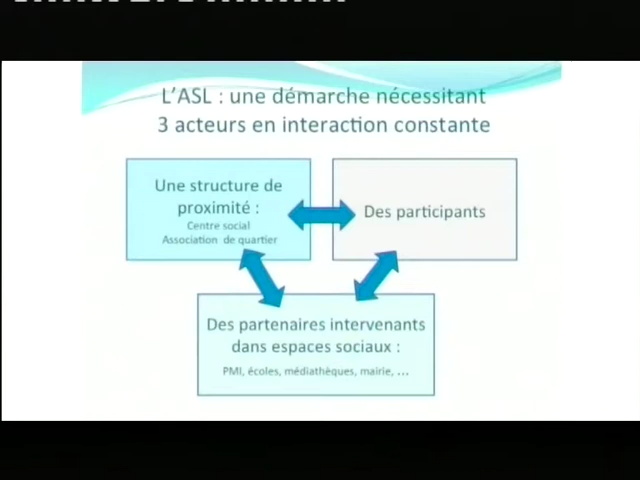 L’ASL : une démarche nécessitant
3 acteurs en interaction constante
Une structure de
proximité :
Centre social
Association de quartier
Des participants
Des partenaires intervenants
dans espaces sociaux :
PMI, écoles, médiathèques, mairie, ...